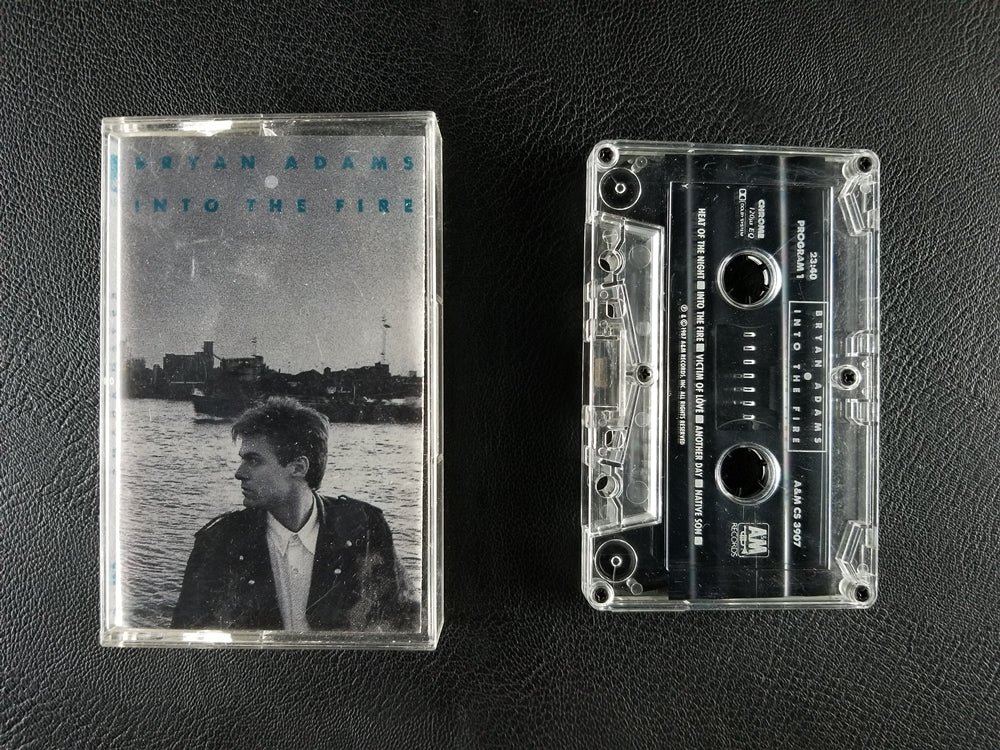 BRYAN ADAMS
INTO THE FIRE
BRYAN ADAMS
INTO THE FIRE
23:40
PROGRAM 1
A&M CS 3907
CHROME
120µs EQ
DOLBY SYSTEM
A&M
RECORDS
HEAT OF THE NIGHT ■ INTO THE FIRE ■ VICTIM OF LOVE ■ ANOTHER DAY ■ NATIVE SON ■
℗ & © 1987 A&M RECORDS, INC. ALL RIGHTS RESERVED